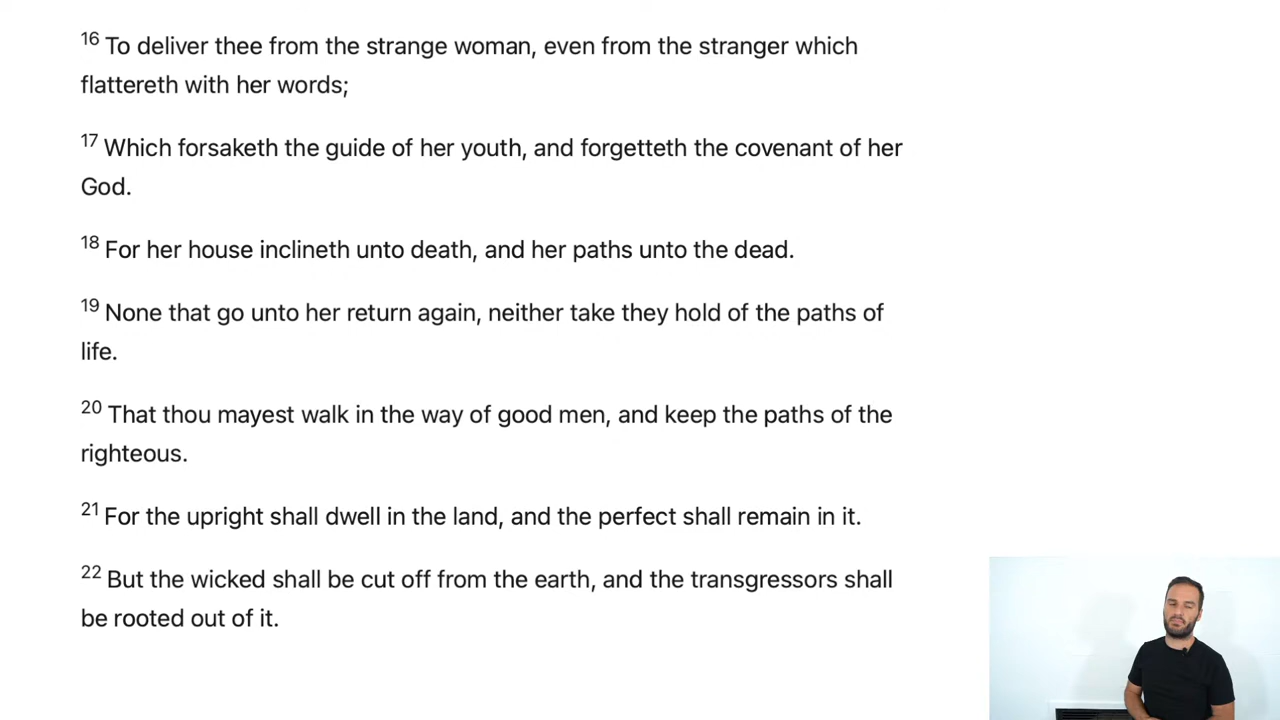 16 To deliver thee from the strange woman, even from the stranger which
flattereth with her words;
17 Which forsaketh the guide of her youth, and forgetteth the covenant of her
God.
18 For her house inclineth unto death, and her paths unto the dead.
19 None that go unto her return again, neither take they hold of the paths of
life.
20 That thou mayest walk in the way of good men, and keep the paths of the
righteous.
21 For the upright shall dwell in the land, and the perfect shall remain in it.
22 But the wicked shall be cut off from the earth, and the transgressors shall
be rooted out of it.